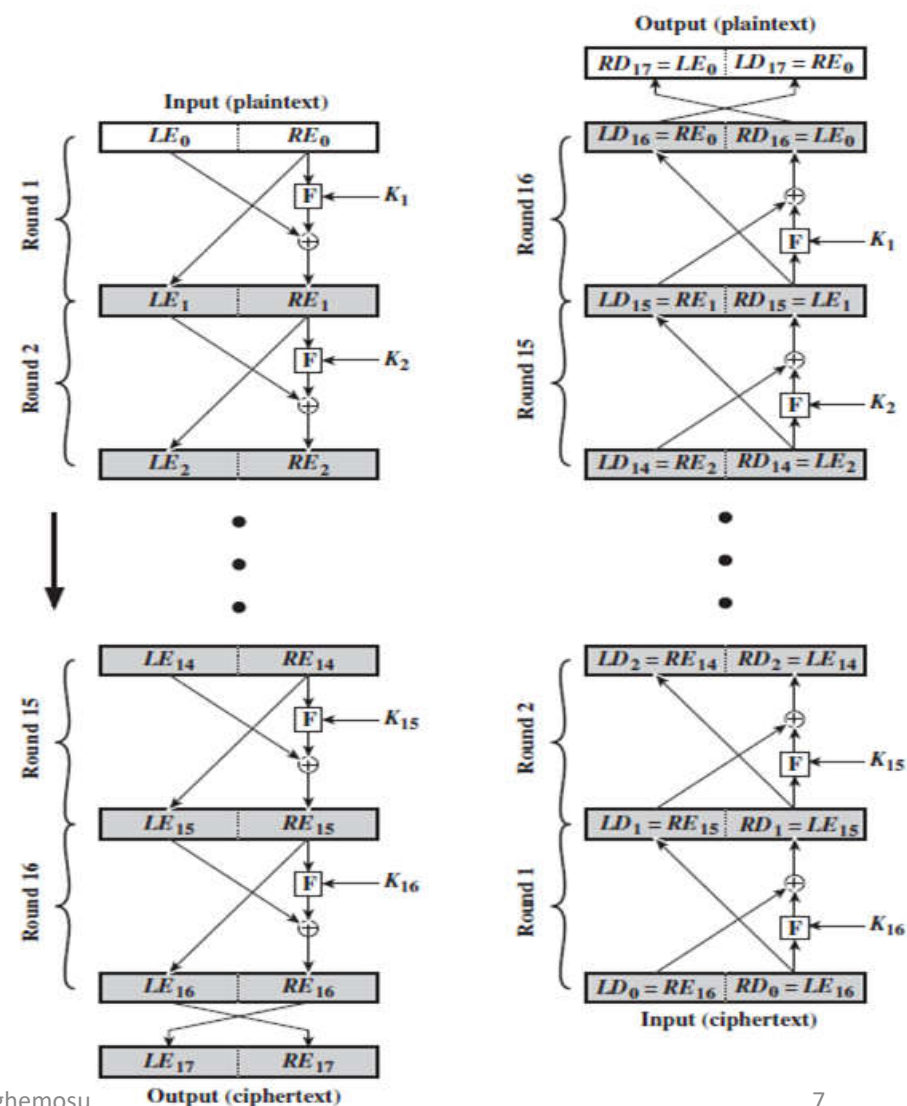 Input (plaintext)
LE0 RE0
Round 1
F
K1
LE1 RE1
Round 2
F
K2
LE2 RE2
LE14 RE14
Round 15
F
K15
LE15 RE15
Round 16
F
K16
LE16 RE16
LE17 RE17
Output (ciphertext)
Output (plaintext)
RD17 = LE0 LD17 = RE0
LD16 = RE0 RD16 = LE0
Round 16
F
K1
LD15 = RE1 RD15 = LE1
Round 15
F
K2
LD14 = RE2 RD14 = LE2
LD2 = RE14 RD2 = LE14
Round 2
F
K15
LD1 = RE15 RD1 = LE15
Round 1
F
K16
LD0 = RE16 RD0 = LE16
Input (ciphertext)
ghemosu
7